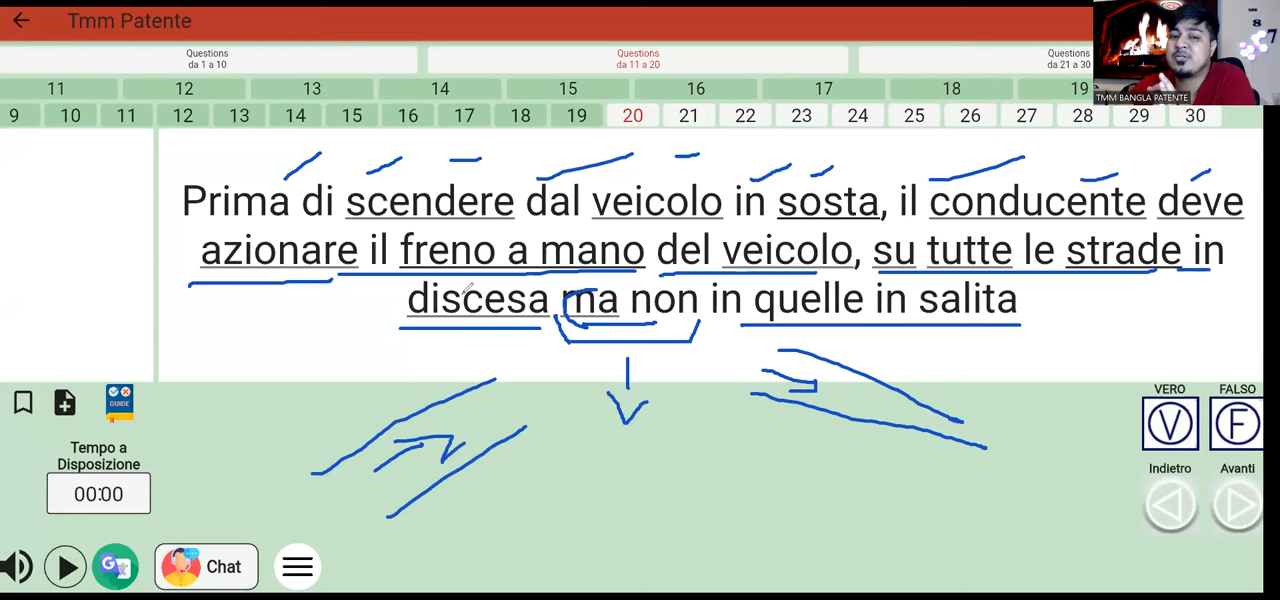 Tmm Patente
Questions
da 1 a 10
Questions
da 11 a 20
Questions
da 21 a 30
11 12 13 14 15 16 17 18 19
9 10 11 12 13 14 15 16 17 18 19 20 21 22 23 24 25 26 27 28 29 30
8
7
TMM BANGLA PATENTE
Prima di scendere dal veicolo in sosta, il conducente deve
azionare il freno a mano del veicolo, su tutte le strade in
discesa ma non in quelle in salita
GUIDE
VERO FALSO
V F
Tempo a
Disposizione
00:00
Indietro Avanti
G
Chat